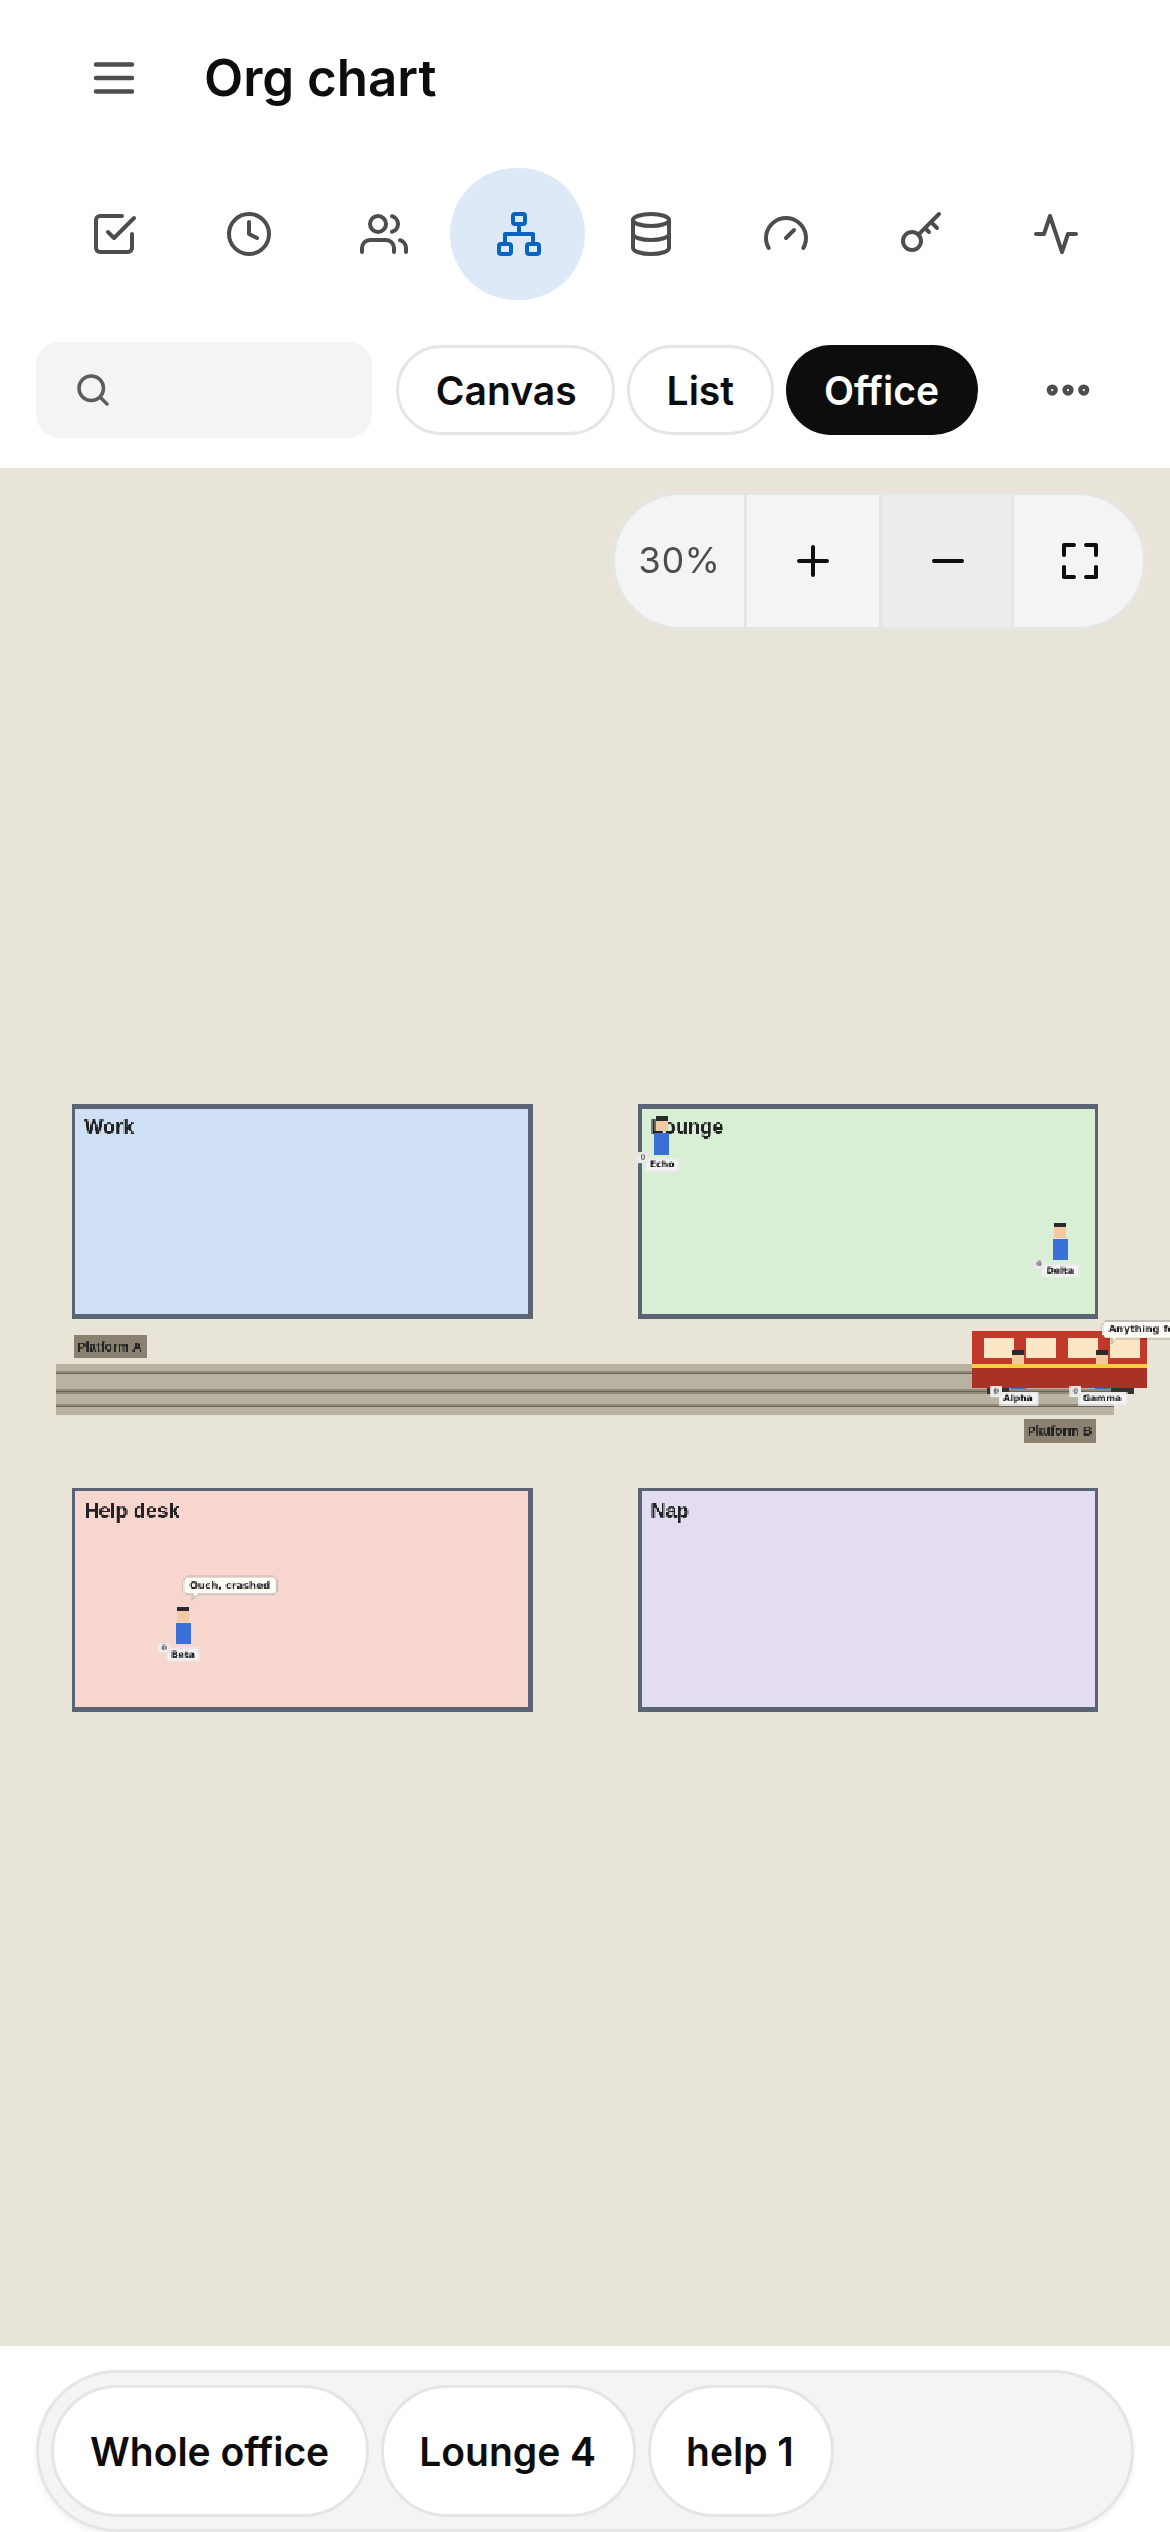 Org chart
Canvas
List
Office
30%
Work
Lounge
Echo
Delta
Platform A
Anything fo
Alpha
Gamma
Platform B
Help desk
Nap
Ouch, crashed
Beta
Whole office
Lounge 4
help 1